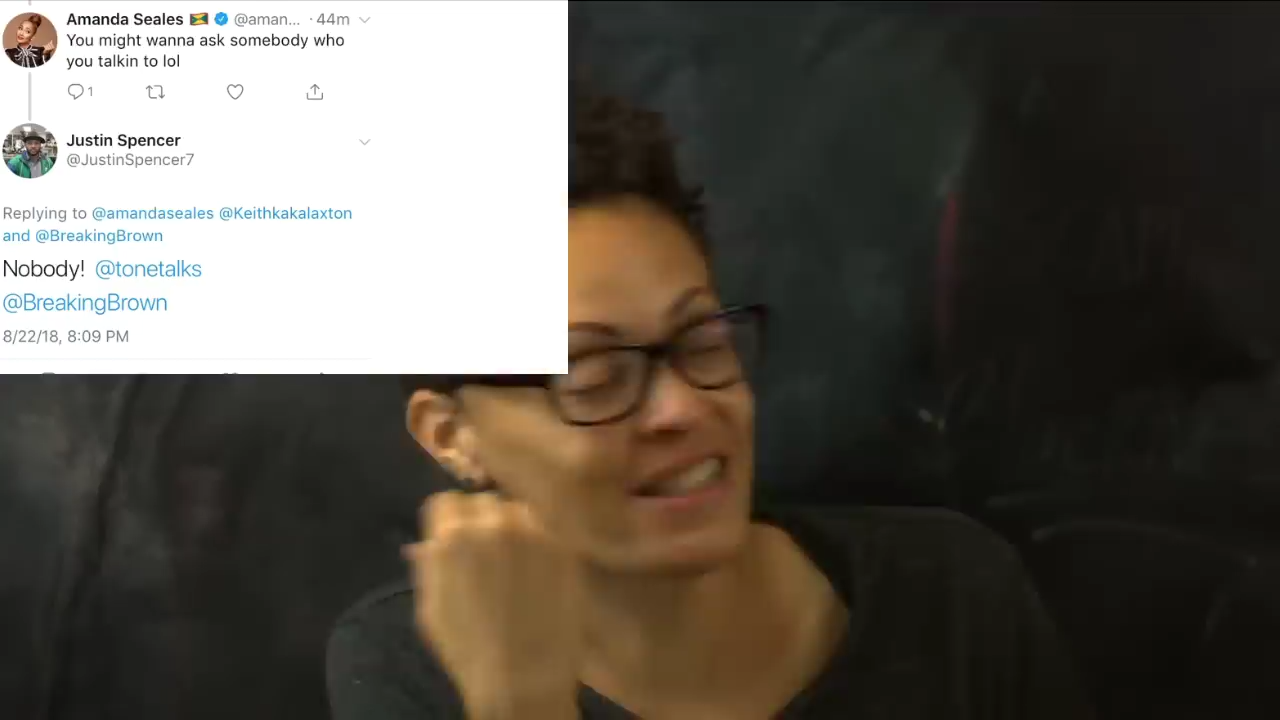 Amanda Seales 🇬🇩 @aman... · 44m
You might wanna ask somebody who
you talkin to lol
1
Justin Spencer
@JustinSpencer7
Replying to @amandaseales @Keithkakalaxton
and @BreakingBrown
Nobody! @tonetalks
@BreakingBrown
8/22/18, 8:09 PM